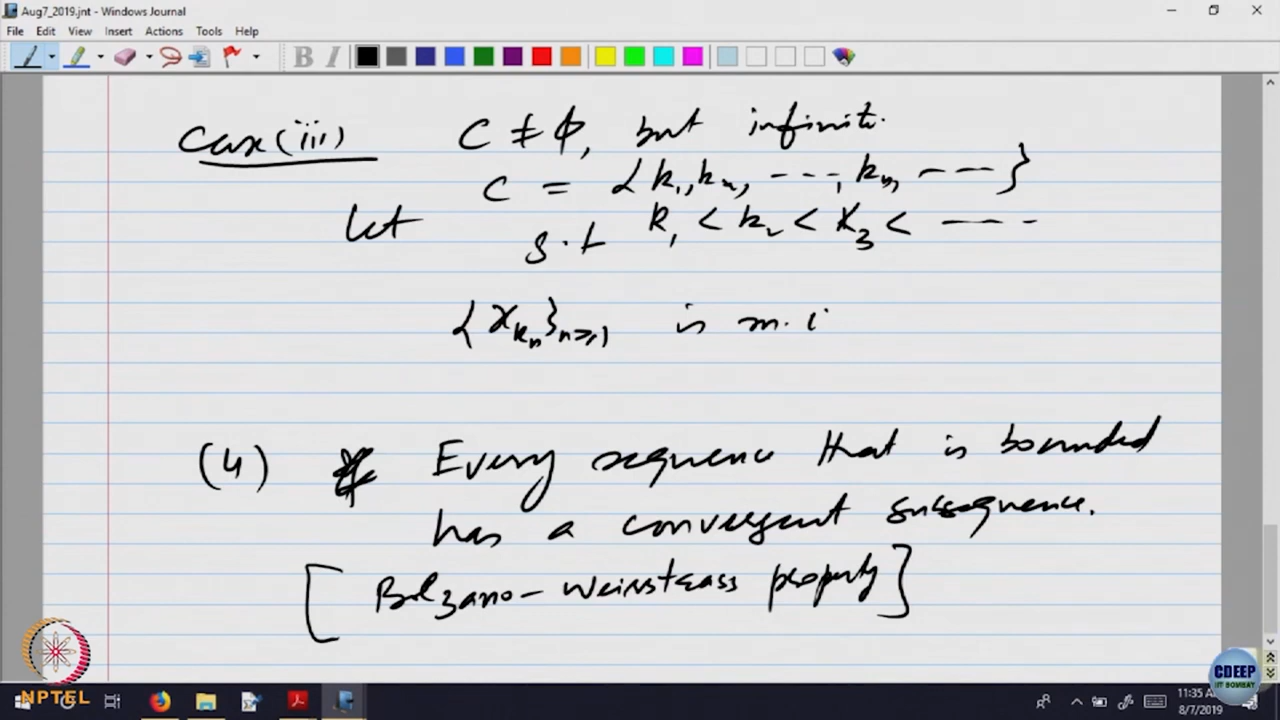 Aug7_2019.jnt - Windows Journal
File Edit View Insert Actions Tools Help
Case (iii) C ≠ ϕ, but infinite.
Let C = {k₁, k₂, ---, kₙ, ---}
s.t k₁ < k₂ < k₃ < ----
{x_{kₙ}}_{n≥1} is m. i
(4) Every sequence that is bounded
has a convergent subsequence.
[Bolzano-Weirstrass property]
NPTEL
CDEEP
IIT BOMBAY
11:35 A
8/7/2019